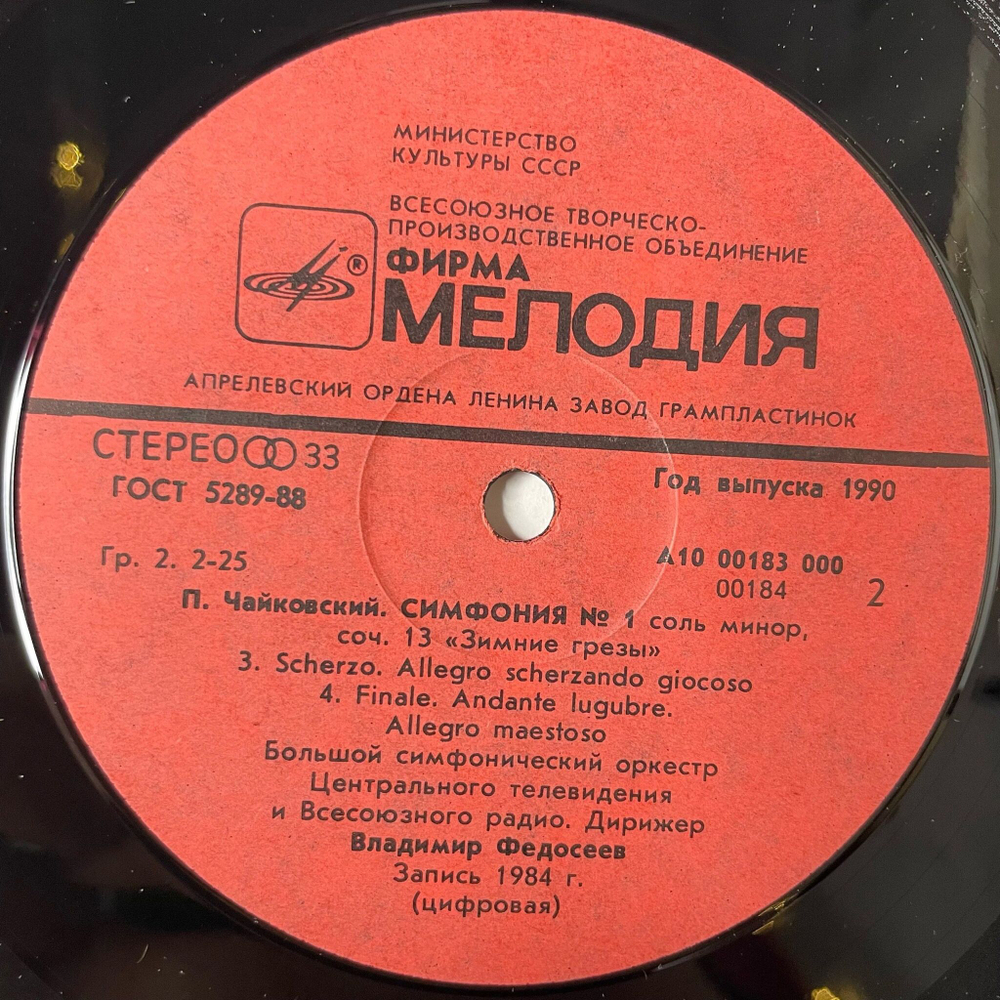 МИНИСТЕРСТВО
КУЛЬТУРЫ СССР
ВСЕСОЮЗНОЕ ТВОРЧЕСКО-
ПРОИЗВОДСТВЕННОЕ ОБЪЕДИНЕНИЕ
®
ФИРМА
МЕЛОДИЯ
АПРЕЛЕВСКИЙ ОРДЕНА ЛЕНИНА ЗАВОД ГРАМПЛАСТИНОК
СТЕРЕО 33
ГОСТ 5289-88
Год выпуска 1990
Гр. 2. 2-25
А10 00183 000
00184
2
П. Чайковский. СИМФОНИЯ № 1 соль минор,
соч. 13 «Зимние грезы»
3. Scherzo. Allegro scherzando giocoso
4. Finale. Andante lugubre.
Allegro maestoso
Большой симфонический оркестр
Центрального телевидения
и Всесоюзного радио. Дирижер
Владимир Федосеев
Запись 1984 г.
(цифровая)